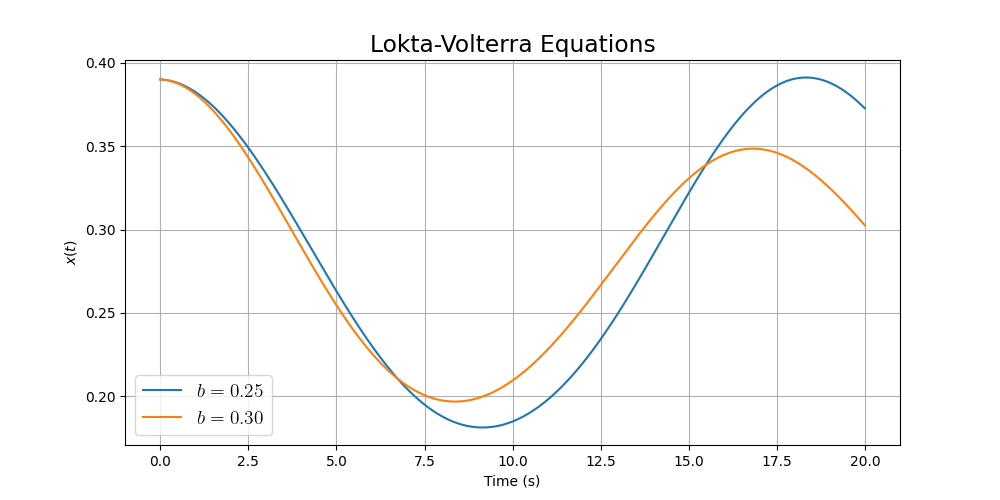 Lokta-Volterra Equations
0.40
0.35
0.30
0.25
0.20
x(t)
b = 0.25
b = 0.30
0.0 2.5 5.0 7.5 10.0 12.5 15.0 17.5 20.0
Time (s)